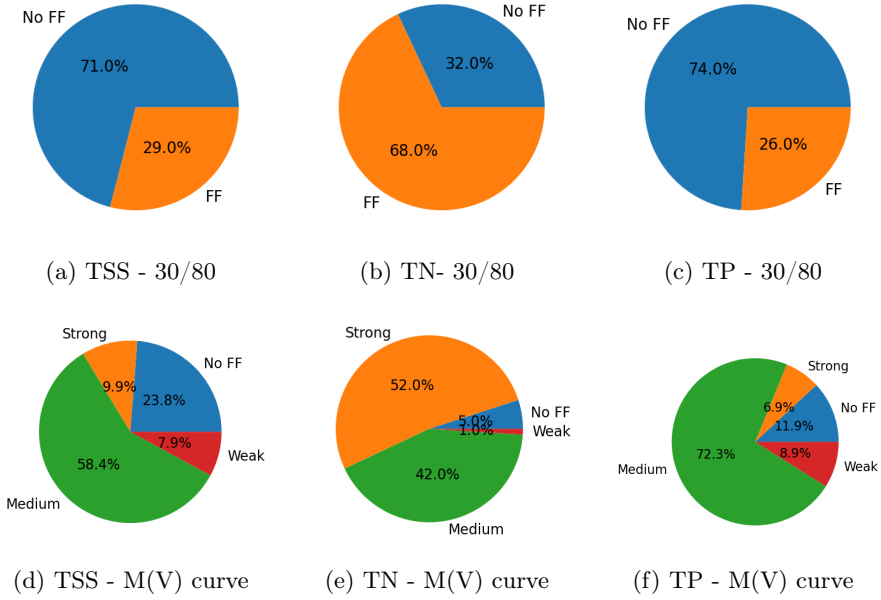 No FF
71.0%
29.0%
FF
(a) TSS - 30/80
No FF
32.0%
68.0%
FF
(b) TN- 30/80
No FF
74.0%
26.0%
FF
(c) TP - 30/80
Strong
No FF
9.9%
23.8%
7.9%
58.4%
Weak
Medium
(d) TSS - M(V) curve
Strong
52.0%
No FF
5.0%
1.0%
Weak
42.0%
Medium
(e) TN - M(V) curve
Strong
6.9%
No FF
11.9%
72.3%
8.9%
Medium
Weak
(f) TP - M(V) curve